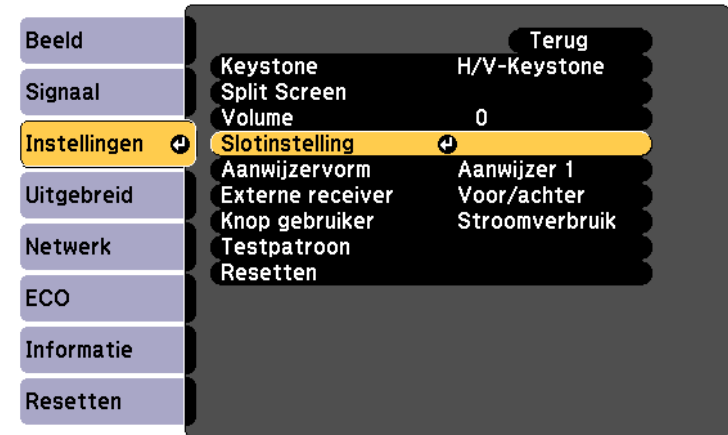 Beeld
Signaal
Instellingen
Uitgebreid
Netwerk
ECO
Informatie
Resetten
Terug
Keystone H/V-Keystone
Split Screen
Volume 0
Slotinstelling
Aanwijzervorm Aanwijzer 1
Externe receiver Voor/achter
Knop gebruiker Stroomverbruik
Testpatroon
Resetten